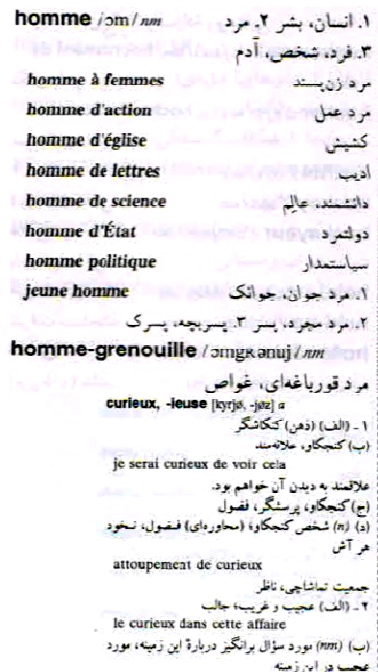 homme /ɔm/ nm ۱. انسان، بشر ۲. مرد
۳. فرد، شخص، آدم
homme à femmes مرد زن‌پسند
homme d'action مرد عمل
homme d'église کشیش
homme de lettres ادیب
homme de science دانشمند، عالم
homme d'État دولتمرد
homme politique سیاستمدار
jeune homme ۱. مرد جوان، جوانک
۲. مرد مجرد، پسر ۳. پسربچه، پسرک
homme-grenouille /ɔmgʀənuj/ nm
مرد قورباغه‌ای، غواص
curieux, -ieuse [kyrjø, -jøz] a
۱ - (الف) (ذهن) کنکاشگر
(ب) کنجکاو، علاقه‌مند
je serai curieux de voir cela
علاقمند به دیدن آن خواهم بود.
(ج) کنجکاو، پرسشگر، فضول
(د) (n) شخص کنجکاو؛ (محاوره‌ای) فضول، نخود
هر آش
attoupement de curieux
جمعیت تماشاچی، ناظر
۲ - (الف) عجیب و غریب؛ جالب
le curieux dans cette affaire
(ب) (nm) مورد سؤال برانگیز دربارهٔ این زمینه، مورد
عجیب در این زمینه